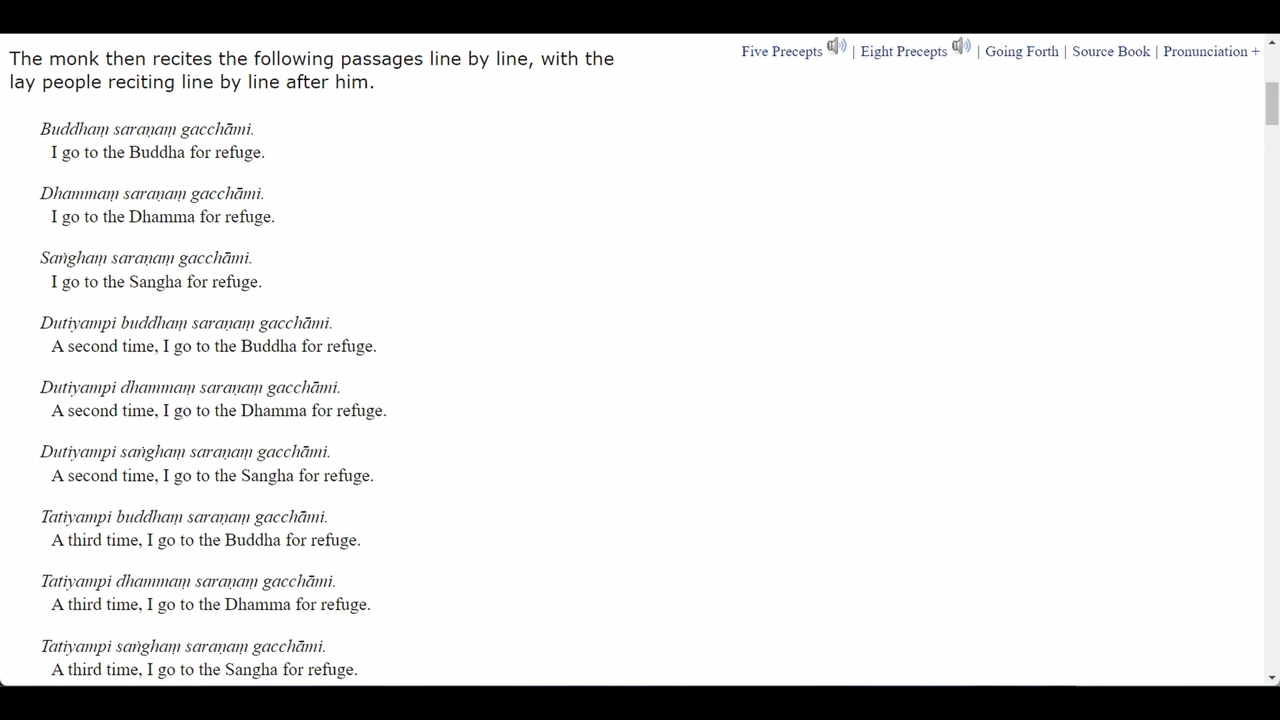 The monk then recites the following passages line by line, with the
lay people reciting line by line after him.
Five Precepts | Eight Precepts | Going Forth | Source Book | Pronunciation +
Buddhaṃ saraṇaṃ gacchāmi.
I go to the Buddha for refuge.
Dhammaṃ saraṇaṃ gacchāmi.
I go to the Dhamma for refuge.
Saṅghaṃ saraṇaṃ gacchāmi.
I go to the Sangha for refuge.
Dutiyampi buddhaṃ saraṇaṃ gacchāmi.
A second time, I go to the Buddha for refuge.
Dutiyampi dhammaṃ saraṇaṃ gacchāmi.
A second time, I go to the Dhamma for refuge.
Dutiyampi saṅghaṃ saraṇaṃ gacchāmi.
A second time, I go to the Sangha for refuge.
Tatiyampi buddhaṃ saraṇaṃ gacchāmi.
A third time, I go to the Buddha for refuge.
Tatiyampi dhammaṃ saraṇaṃ gacchāmi.
A third time, I go to the Dhamma for refuge.
Tatiyampi saṅghaṃ saraṇaṃ gacchāmi.
A third time, I go to the Sangha for refuge.